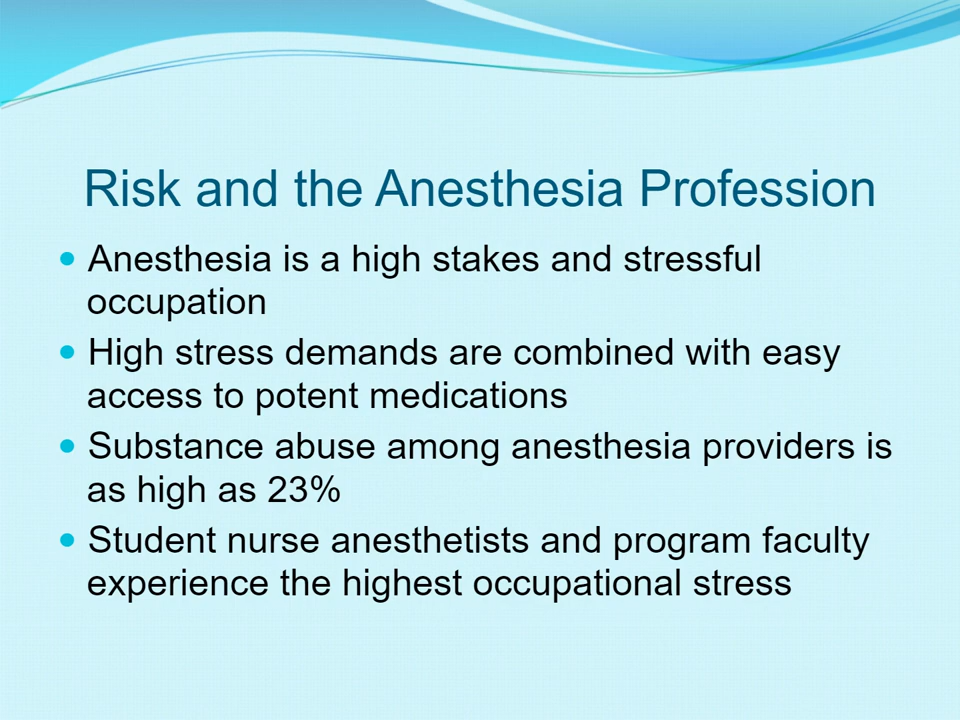 Risk and the Anesthesia Profession
• Anesthesia is a high stakes and stressful
occupation
• High stress demands are combined with easy
access to potent medications
• Substance abuse among anesthesia providers is
as high as 23%
• Student nurse anesthetists and program faculty
experience the highest occupational stress